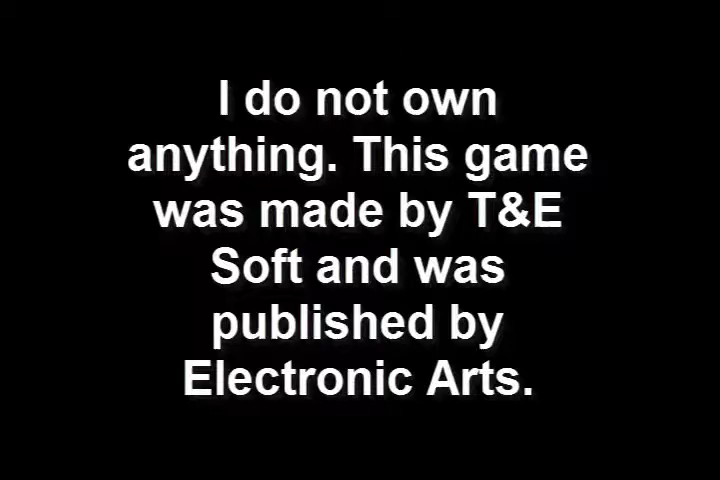 I do not own
anything. This game
was made by T&E
Soft and was
published by
Electronic Arts.